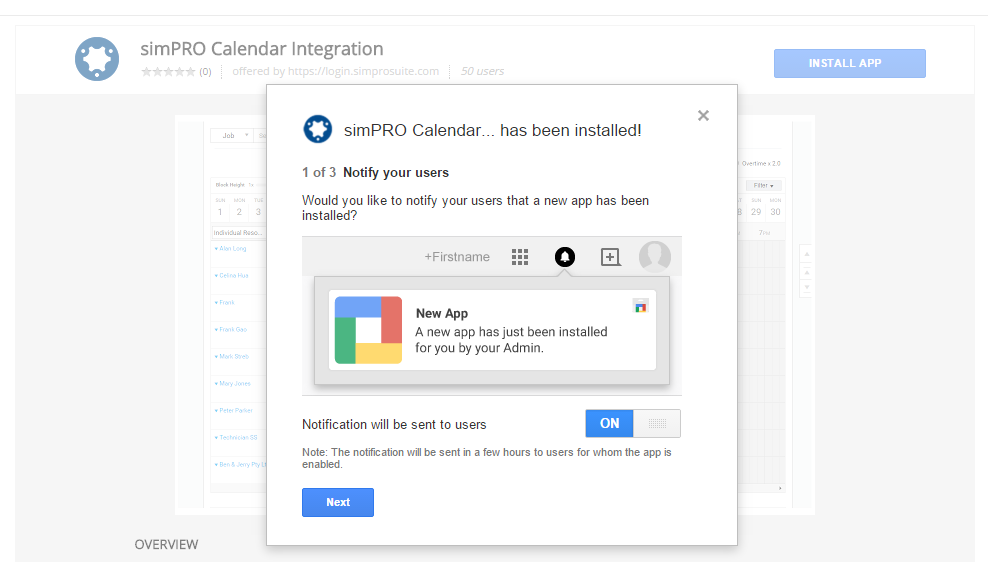 simPRO Calendar Integration
(0) offered by https://login.simprosuite.com 50 users
INSTALL APP
simPRO Calendar... has been installed!
1 of 3 Notify your users
Would you like to notify your users that a new app has been
installed?
+Firstname
New App
A new app has just been installed
for you by your Admin.
Notification will be sent to users
ON
Note: The notification will be sent in a few hours to users for whom the app is
enabled.
Next
Job
Overtime x 2.0
Block Height
Filter
SUN MON TUE
SUN MON
1 2 3
29 30
Individual Reso...
Alan Long
Celine Hua
Frank
Frank Gao
Mark Strets
Mary Jones
Peter Parker
Technician SS
Ben & Jerry Pty L
OVERVIEW